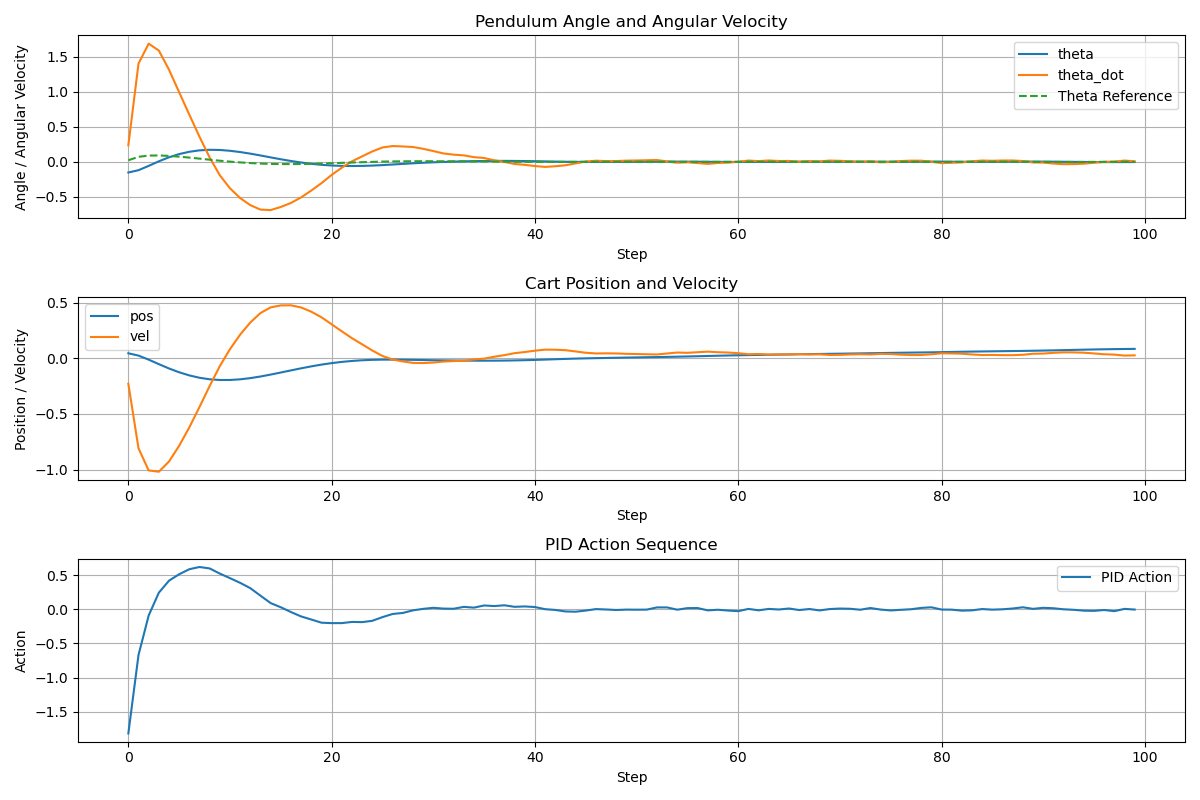 Pendulum Angle and Angular Velocity
Angle / Angular Velocity
1.5
1.0
0.5
0.0
−0.5
theta
theta_dot
Theta Reference
0 20 40 60 80 100
Step
Cart Position and Velocity
Position / Velocity
0.5
0.0
−0.5
−1.0
pos
vel
0 20 40 60 80 100
Step
PID Action Sequence
Action
0.5
0.0
−0.5
−1.0
−1.5
PID Action
0 20 40 60 80 100
Step